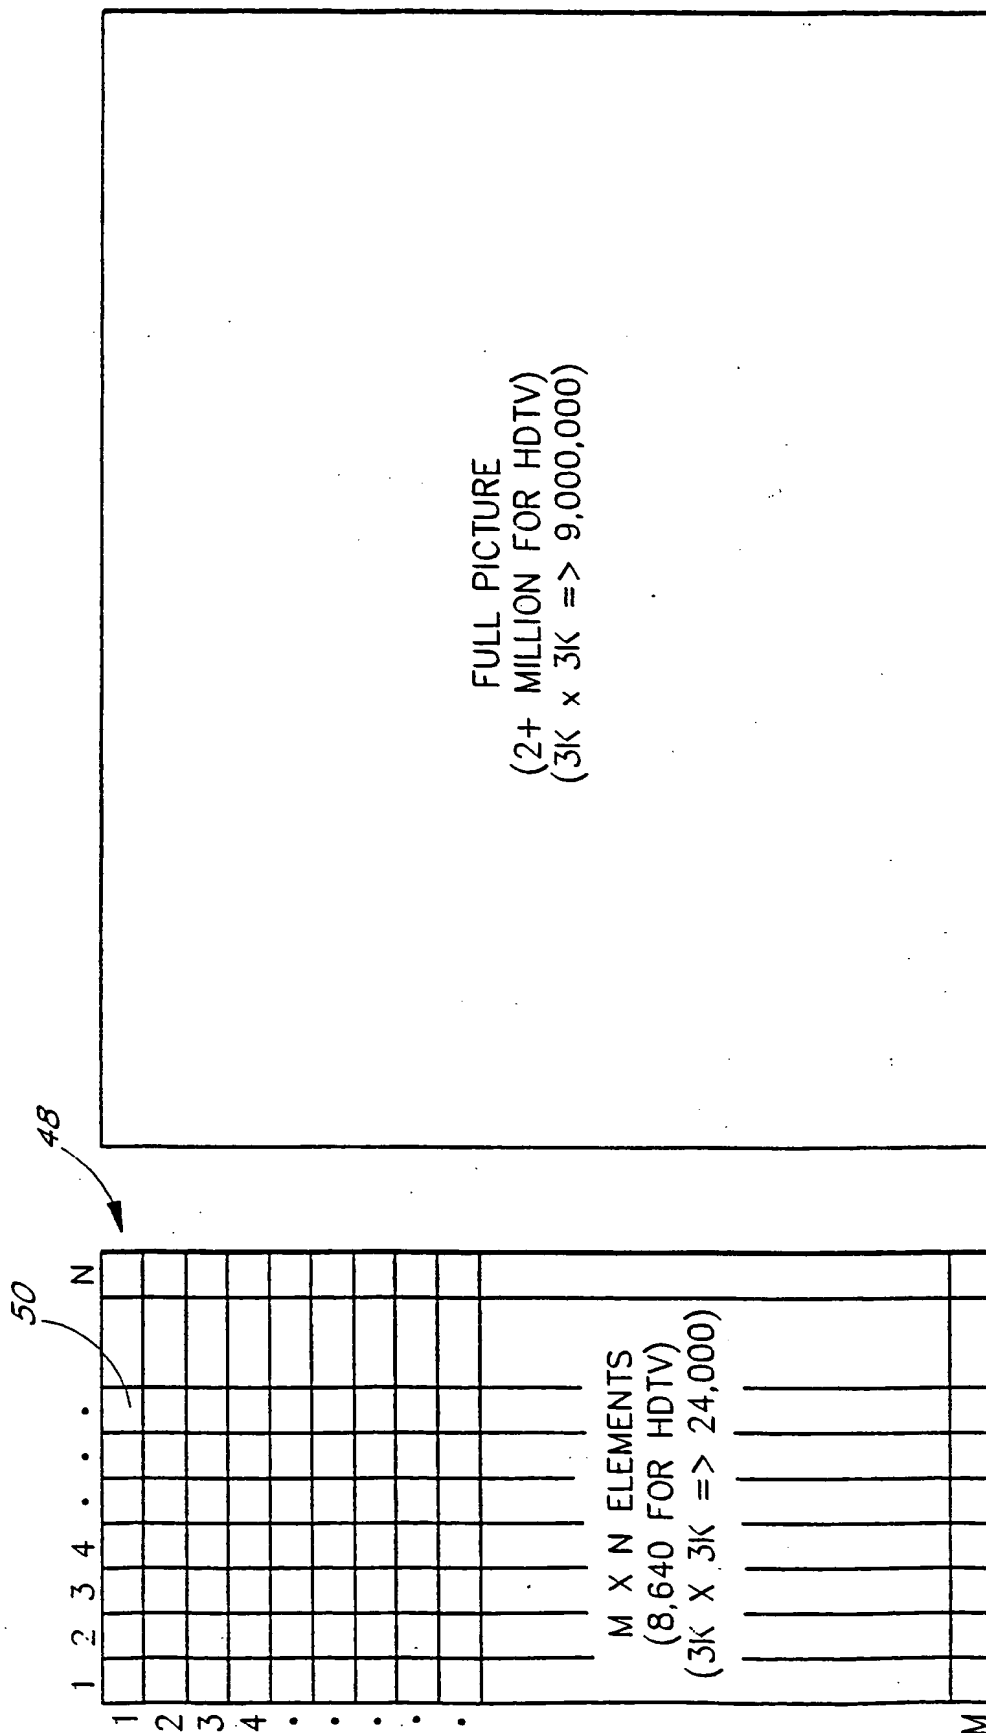 50
48
1 2 3 4 . . . N
1
2
3
4
.
.
.
.
.
M
M X N ELEMENTS
(8,640 FOR HDTV)
(3K X 3K => 24,000)
FULL PICTURE
(2+ MILLION FOR HDTV)
(3K x 3K => 9,000,000)